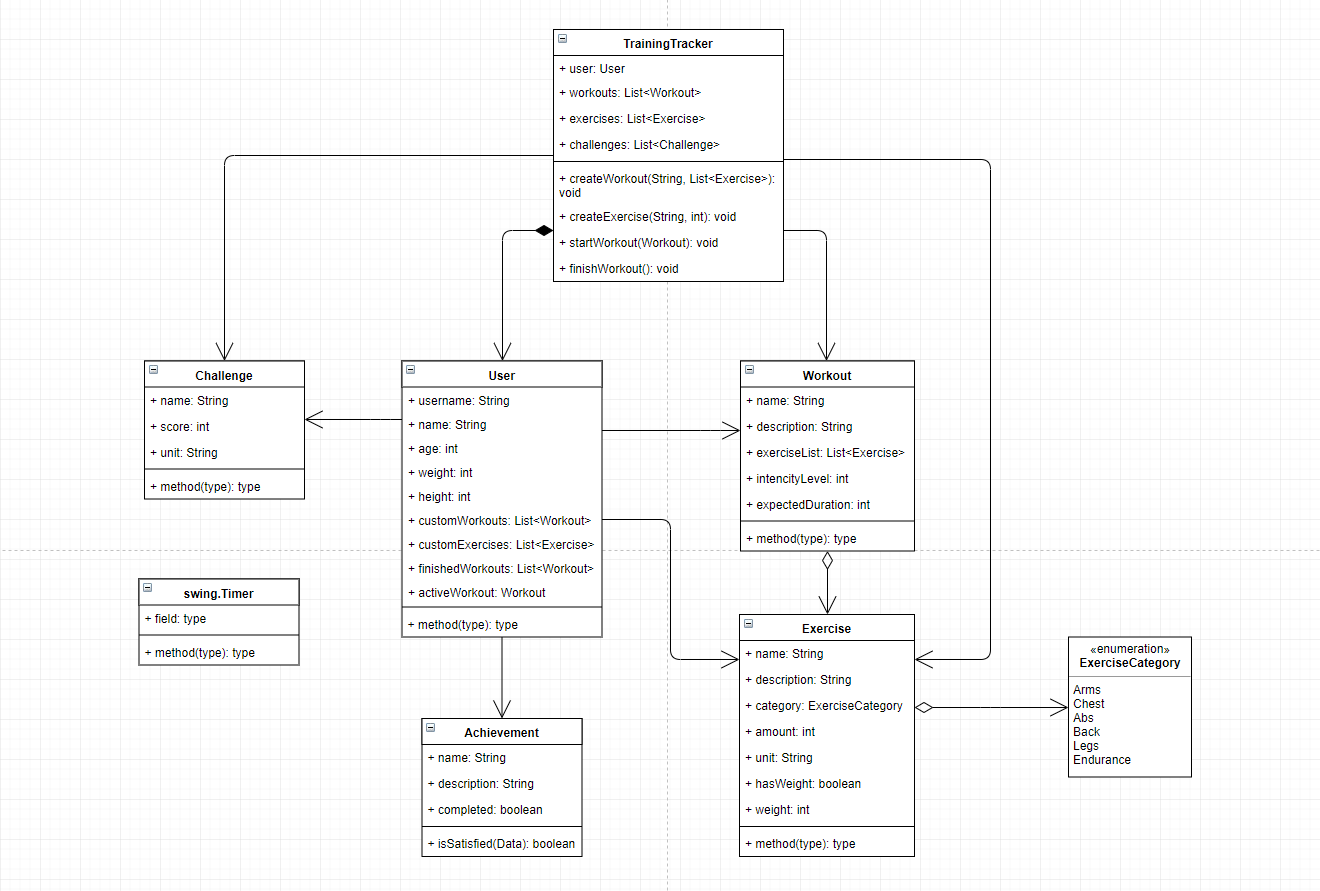 TrainingTracker
+ user: User
+ workouts: List<Workout>
+ exercises: List<Exercise>
+ challenges: List<Challenge>
+ createWorkout(String, List<Exercise>):
void
+ createExercise(String, int): void
+ startWorkout(Workout): void
+ finishWorkout(): void
Challenge
+ name: String
+ score: int
+ unit: String
+ method(type): type
User
+ username: String
+ name: String
+ age: int
+ weight: int
+ height: int
+ customWorkouts: List<Workout>
+ customExercises: List<Exercise>
+ finishedWorkouts: List<Workout>
+ activeWorkout: Workout
+ method(type): type
Workout
+ name: String
+ description: String
+ exerciseList: List<Exercise>
+ intencityLevel: int
+ expectedDuration: int
+ method(type): type
swing.Timer
+ field: type
+ method(type): type
Achievement
+ name: String
+ description: String
+ completed: boolean
+ isSatisfied(Data): boolean
Exercise
+ name: String
+ description: String
+ category: ExerciseCategory
+ amount: int
+ unit: String
+ hasWeight: boolean
+ weight: int
+ method(type): type
«enumeration»
ExerciseCategory
Arms
Chest
Abs
Back
Legs
Endurance